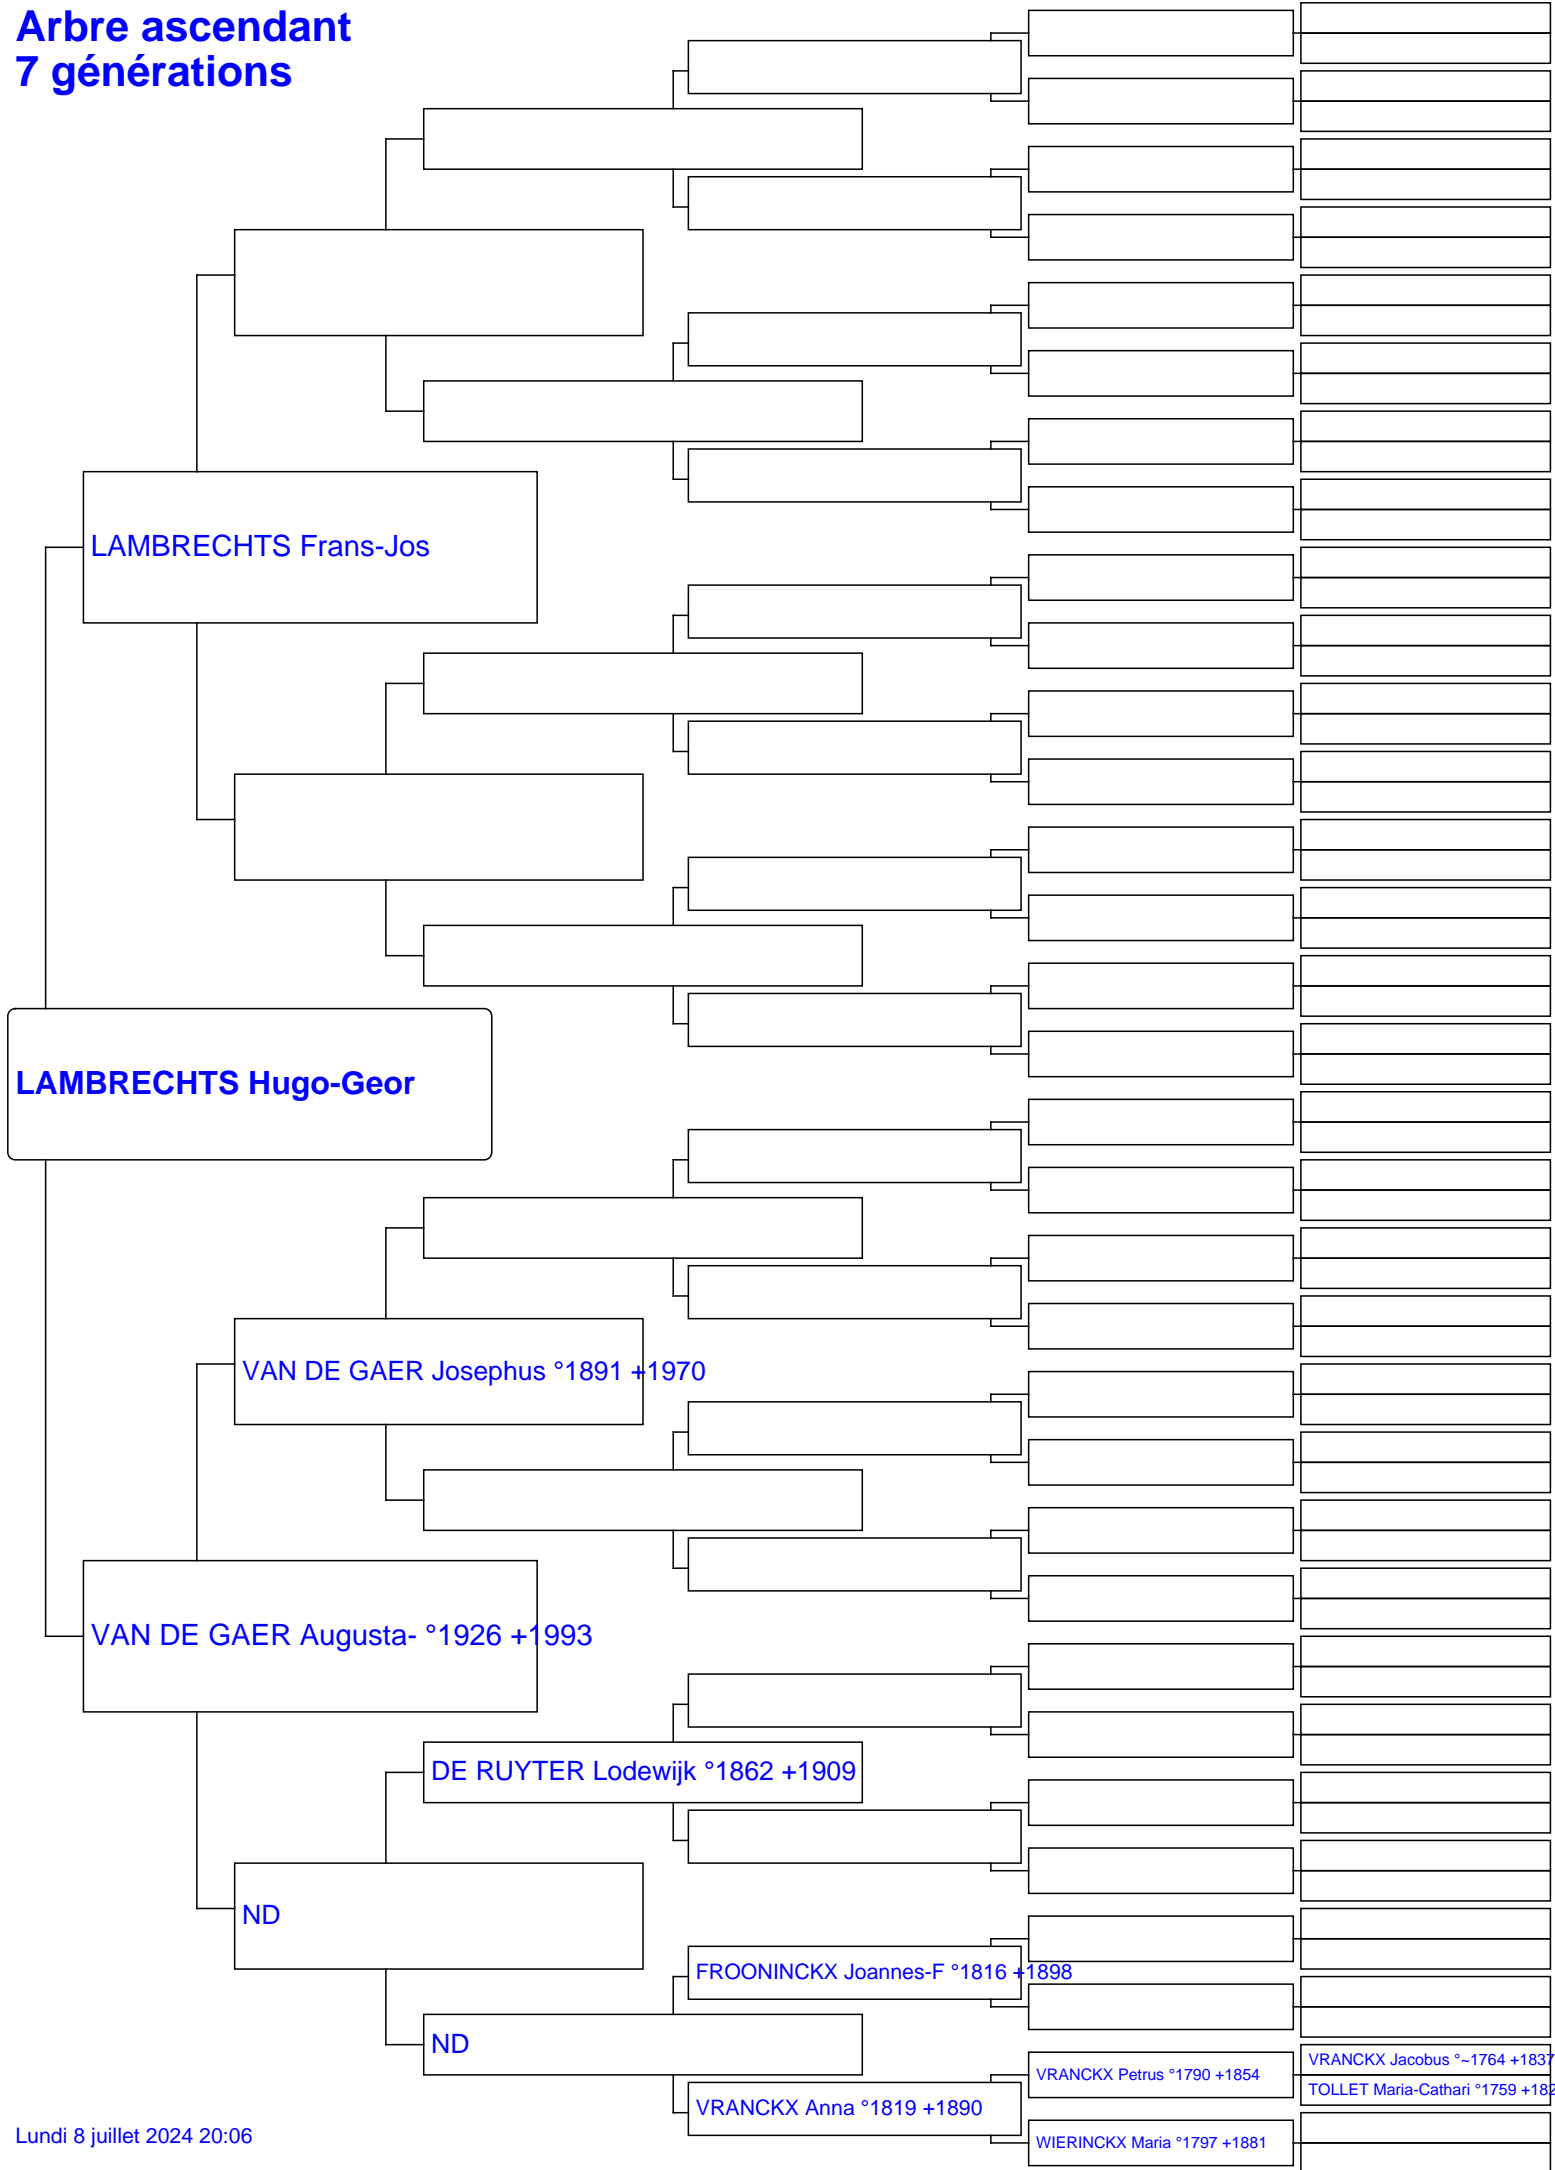 Arbre ascendant
7 générations
LAMBRECHTS Frans-Jos
LAMBRECHTS Hugo-Geor
VAN DE GAER Josephus °1891 +1970
VAN DE GAER Augusta- °1926 +1993
DE RUYTER Lodewijk °1862 +1909
ND
FROONINCKX Joannes-F °1816 +1898
ND
VRANCKX Jacobus °~1764 +1837
VRANCKX Petrus °1790 +1854
TOLLET Maria-Cathari °1759 +182
VRANCKX Anna °1819 +1890
WIERINCKX Maria °1797 +1881
Lundi 8 juillet 2024 20:06